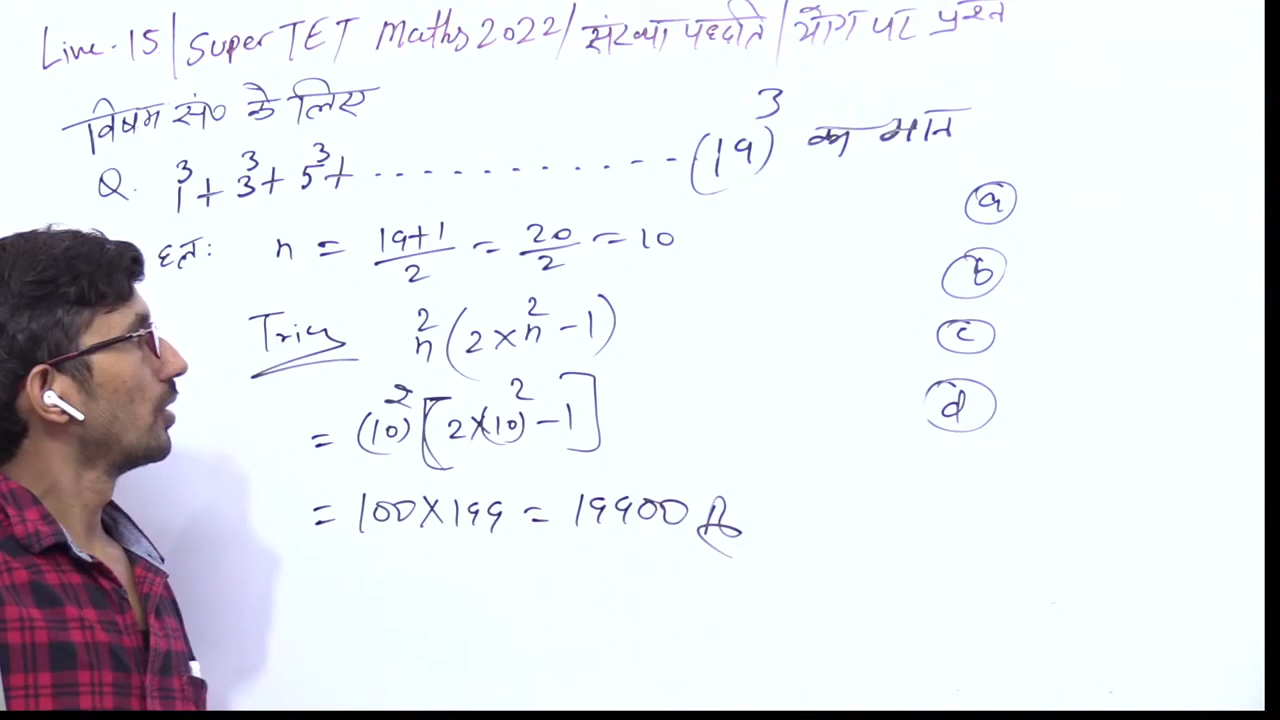 Live-15/Super TET Maths 2022/संख्या पद्धति/योग पर प्रश्न
विषम सं० के लिए
Q. 1³ + 3³ + 5³ + ............ (19)³ का मान
हलः n = (19+1)/2 = 20/2 = 10
Trick n²(2×n²-1)
= (10)²[2×(10)²-1]
= 100×199 = 19900 A
a
b
c
d